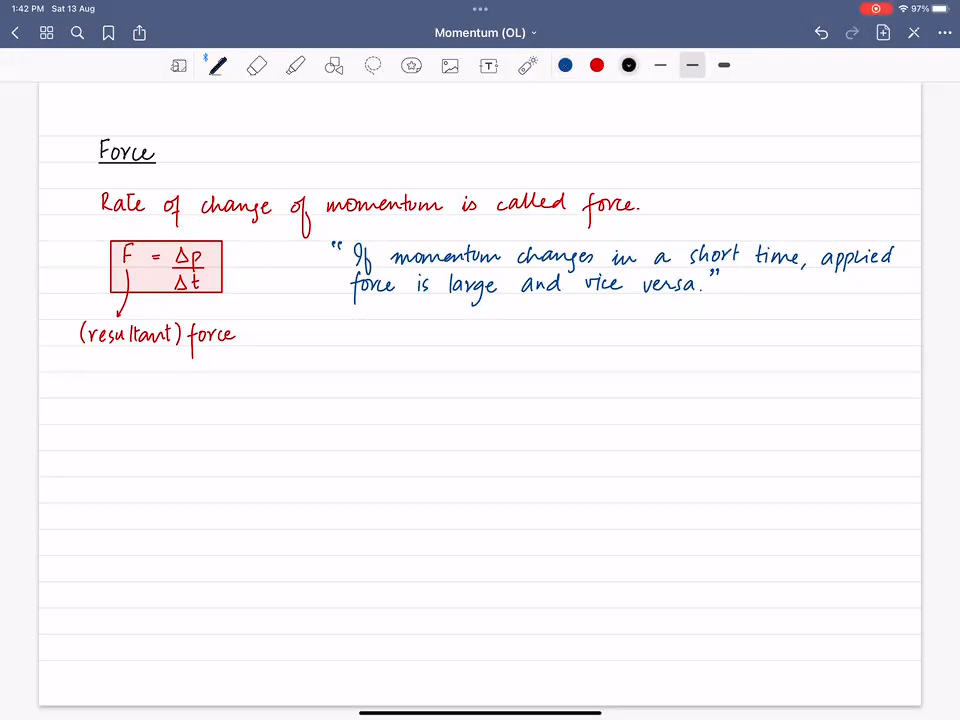 1:42 PM Sat 13 Aug
97%
Momentum (OL)
T
Force
Rate of change of momentum is called force.
F = Δp
Δt
"If momentum changes in a short time, applied
force is large and vice versa."
(resultant) force